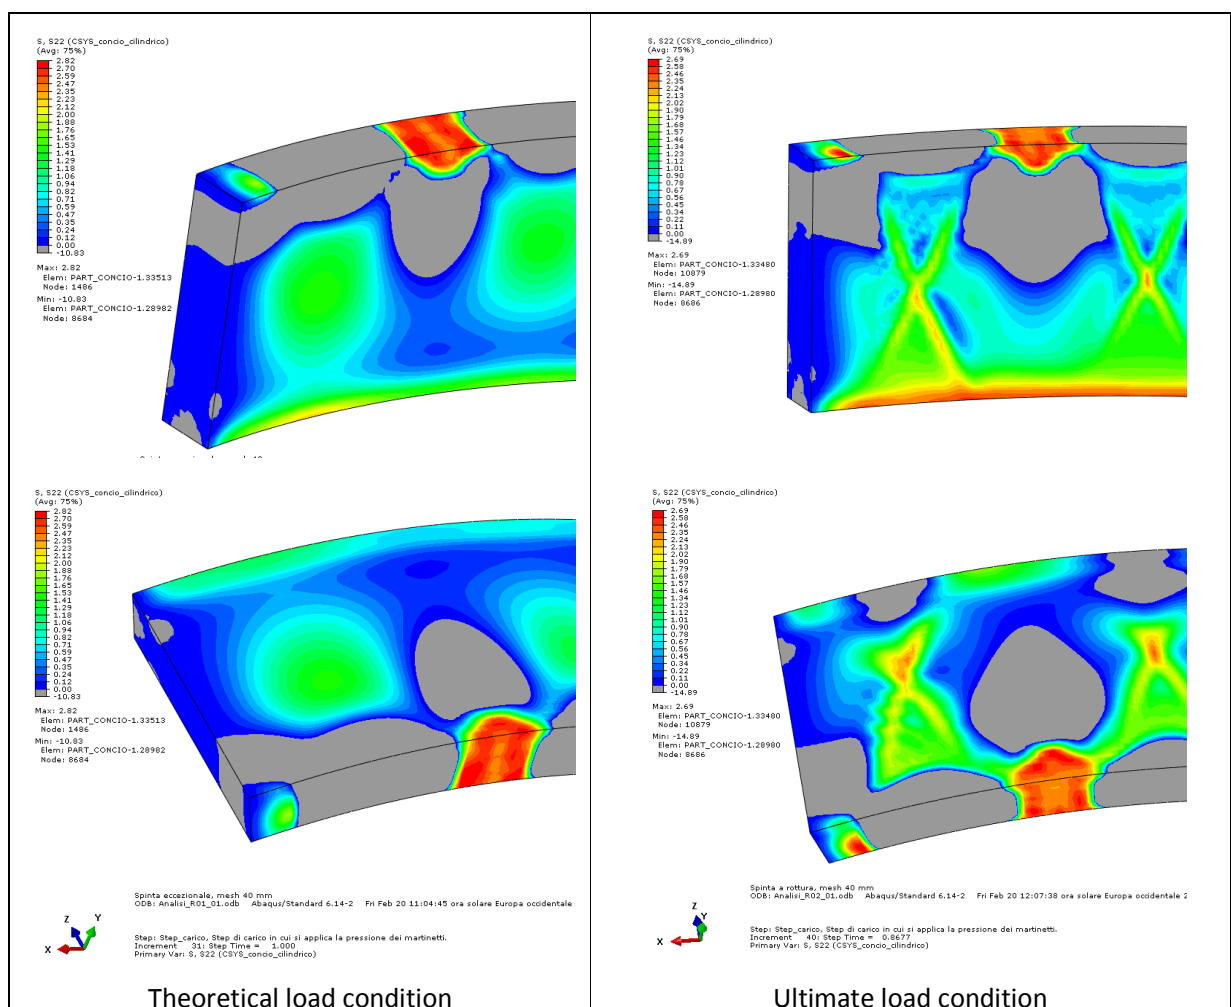 S, S22 (CSYS_concio_cilindrico)
(Avg: 75%)
2.82
2.70
2.59
2.47
2.35
2.23
2.12
2.00
1.88
1.76
1.65
1.53
1.41
1.29
1.18
1.06
0.94
0.82
0.71
0.59
0.47
0.35
0.24
0.12
0.00
-10.83
Max: 2.82
Elem: PART_CONCIO-1.33513
Node: 1486
Min: -10.83
Elem: PART_CONCIO-1.28982
Node: 8684
S, S22 (CSYS_concio_cilindrico)
(Avg: 75%)
2.69
2.58
2.46
2.35
2.24
2.13
2.02
1.90
1.79
1.68
1.57
1.46
1.34
1.23
1.12
1.01
0.90
0.78
0.67
0.56
0.45
0.34
0.22
0.11
0.00
-14.89
Max: 2.69
Elem: PART_CONCIO-1.33480
Node: 10879
Min: -14.89
Elem: PART_CONCIO-1.28980
Node: 8686
S, S22 (CSYS_concio_cilindrico)
(Avg: 75%)
2.82
2.70
2.59
2.47
2.35
2.23
2.12
2.00
1.88
1.76
1.65
1.53
1.41
1.29
1.18
1.06
0.94
0.82
0.71
0.59
0.47
0.35
0.24
0.12
0.00
-10.83
Max: 2.82
Elem: PART_CONCIO-1.33513
Node: 1486
Min: -10.83
Elem: PART_CONCIO-1.28982
Node: 8684
S, S22 (CSYS_concio_cilindrico)
(Avg: 75%)
2.69
2.58
2.46
2.35
2.24
2.13
2.02
1.90
1.79
1.68
1.57
1.46
1.34
1.23
1.12
1.01
0.90
0.78
0.67
0.56
0.45
0.34
0.22
0.11
0.00
-14.89
Max: 2.69
Elem: PART_CONCIO-1.33480
Node: 10879
Min: -14.89
Elem: PART_CONCIO-1.28980
Node: 8686
Z Y
X
Spinta eccezionale, mesh 40 mm
ODB: Analisi_R01_01.odb Abaqus/Standard 6.14-2 Fri Feb 20 11:04:45 ora solare Europa occidentale
Step: Step_carico, Step di carico in cui si applica la pressione dei martinetti.
Increment 31: Step Time = 1.000
Primary Var: S, S22 (CSYS_concio_cilindrico)
Z Y
X
Spinta a rottura, mesh 40 mm
ODB: Analisi_R02_01.odb Abaqus/Standard 6.14-2 Fri Feb 20 12:07:38 ora solare Europa occidentale 2
Step: Step_carico, Step di carico in cui si applica la pressione dei martinetti.
Increment 40: Step Time = 0.8677
Primary Var: S, S22 (CSYS_concio_cilindrico)
Theoretical load condition
Ultimate load condition